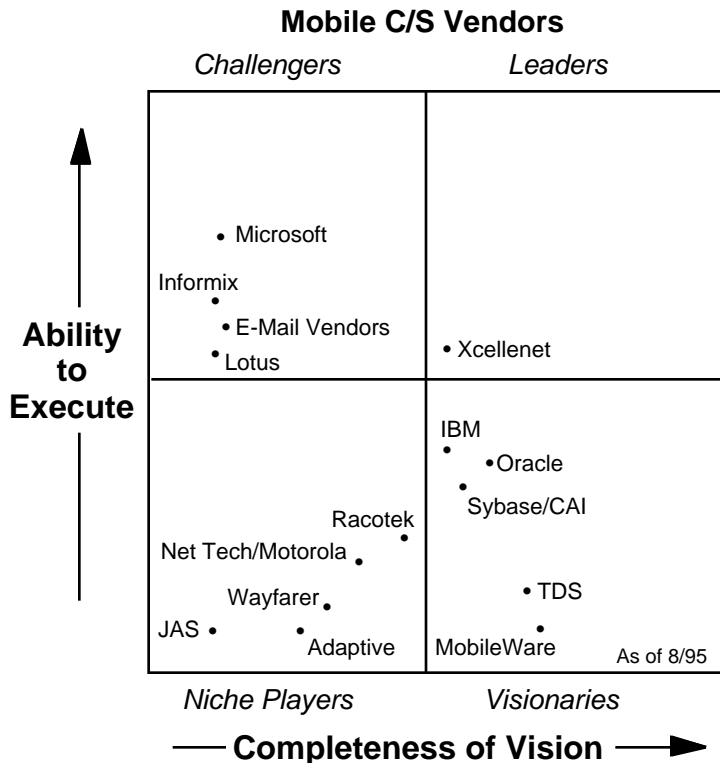 Mobile C/S Vendors
Challengers
Leaders
Microsoft
Informix
E-Mail Vendors
Lotus
Xcellenet
Ability
to
Execute
IBM
Oracle
Sybase/CAI
Racotek
Net Tech/Motorola
TDS
Wayfarer
JAS
Adaptive
MobileWare
As of 8/95
Niche Players
Visionaries
Completeness of Vision